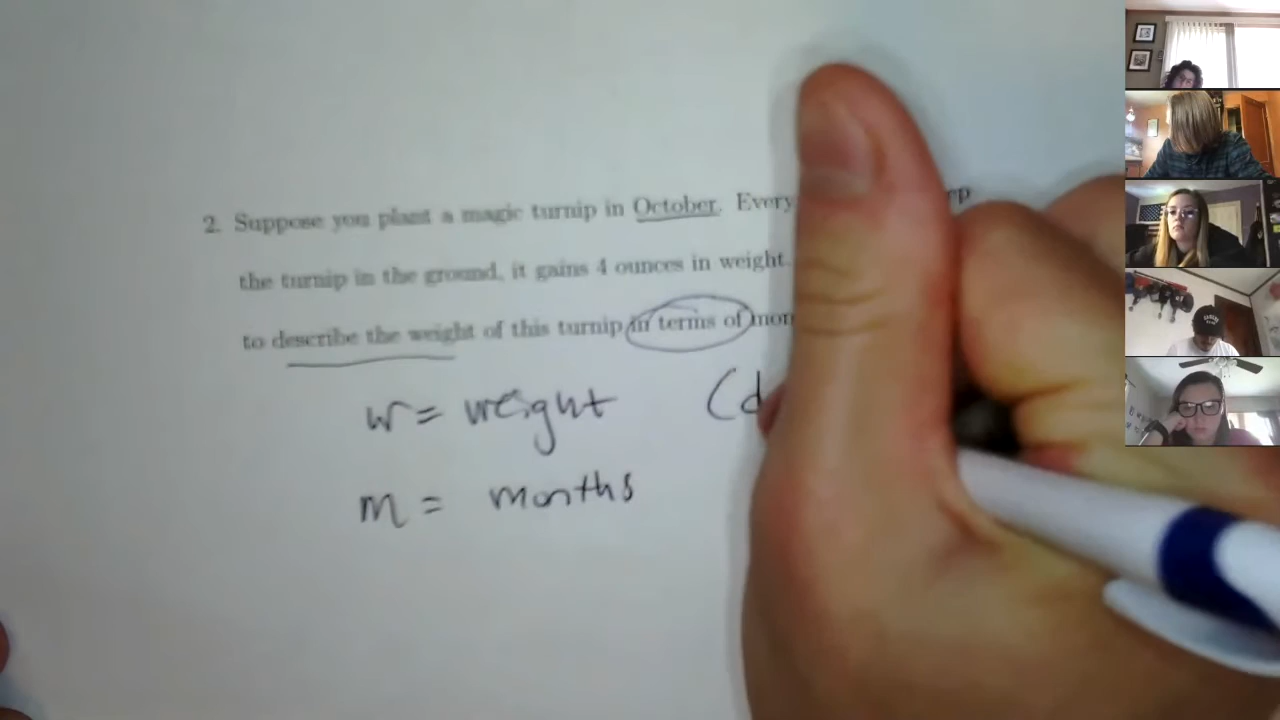 2. Suppose you plant a magic turnip in October. Every
the turnip in the ground, it gains 4 ounces in weight.
to describe the weight of this turnip in terms of
w = weight (d
m = months